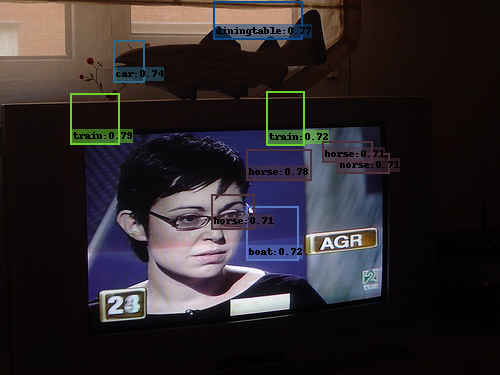 diningtable:0.77
car:0.74
train:0.79
train:0.72
horse:0.71
horse:0.71
horse:0.78
horse:0.71
boat:0.72
AGR
23
2